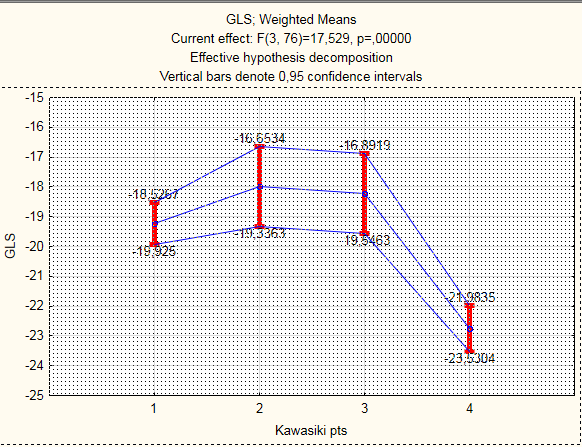 GLS; Weighted Means
Current effect: F(3, 76)=17,529, p=,00000
Effective hypothesis decomposition
Vertical bars denote 0,95 confidence intervals
-15
-16
-17
-18
-19
-20
-21
-22
-23
-24
-25
GLS
-18,5267
-19,925
-16,6534
-19,3363
-16,8919
-19,5463
-21,9835
-23,5304
1 2 3 4
Kawasiki pts